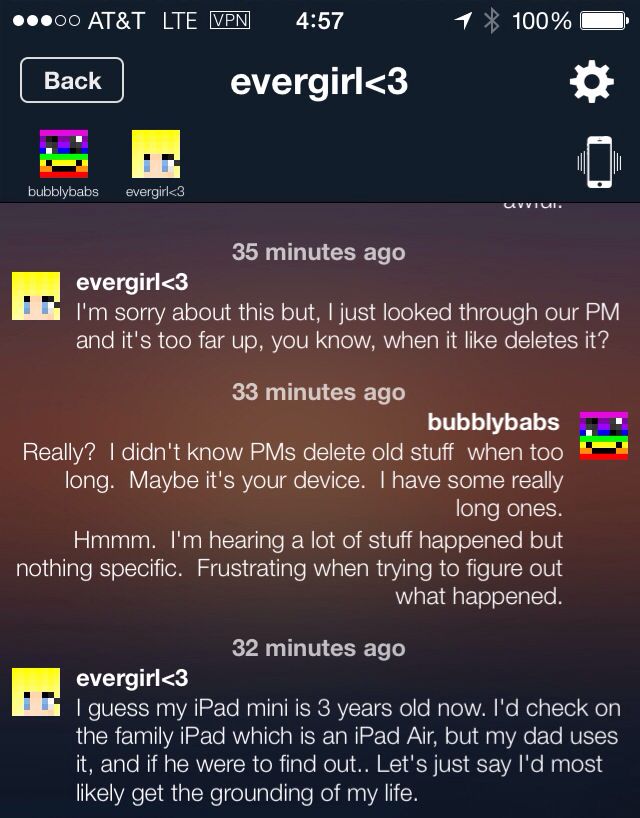 AT&T LTE VPN 4:57 100%
Back evergirl<3
bubblybabs evergirl<3
awful.
35 minutes ago
evergirl<3
I'm sorry about this but, I just looked through our PM
and it's too far up, you know, when it like deletes it?
33 minutes ago
bubblybabs
Really? I didn't know PMs delete old stuff when too
long. Maybe it's your device. I have some really
long ones.
Hmmm. I'm hearing a lot of stuff happened but
nothing specific. Frustrating when trying to figure out
what happened.
32 minutes ago
evergirl<3
I guess my iPad mini is 3 years old now. I'd check on
the family iPad which is an iPad Air, but my dad uses
it, and if he were to find out.. Let's just say I'd most
likely get the grounding of my life.